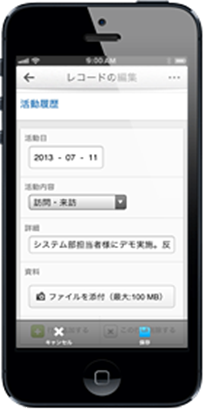 9:00 AM
レコードの編集
活動履歴
活動日
2013 - 07 - 11
活動内容
訪問・来訪
詳細
システム部担当者様にデモ実施。反
資料
ファイルを添付（最大:100 MB）
キャンセル
保存